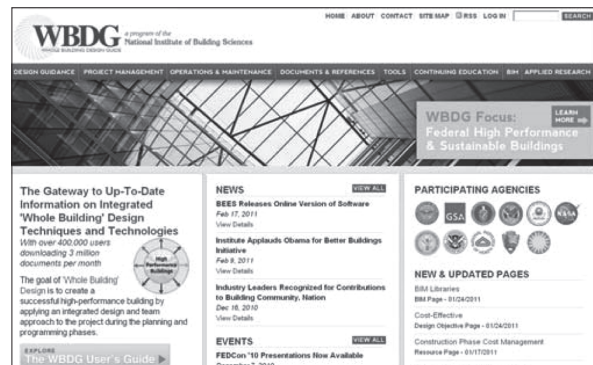 HOME ABOUT CONTACT SITE MAP RSS LOG IN SEARCH
WBDG
WHOLE BUILDING DESIGN GUIDE
a program of the
National Institute of Building Sciences
DESIGN GUIDANCE PROJECT MANAGEMENT OPERATIONS & MAINTENANCE DOCUMENTS & REFERENCES TOOLS CONTINUING EDUCATION BIM APPLIED RESEARCH
WBDG Focus:
Federal High Performance
& Sustainable Buildings
LEARN
MORE
The Gateway to Up-To-Date
Information on Integrated
'Whole Building' Design
Techniques and Technologies
With over 400,000 users
downloading 3 million
documents per month
High
Performance
Buildings
The goal of 'Whole Building'
Design is to create a
successful high-performance building by
applying an integrated design and team
approach to the project during the planning and
programming phases.
EXPLORE
The WBDG User's Guide
NEWS VIEW ALL
BEES Releases Online Version of Software
Feb 17, 2011
View Details
Institute Applauds Obama for Better Buildings
Initiative
Feb 8, 2011
View Details
Industry Leaders Recognized for Contributions
to Building Community, Nation
Dec 16, 2010
View Details
EVENTS VIEW ALL
FEDCon '10 Presentations Now Available
PARTICIPATING AGENCIES
GSA
NASA
NEW & UPDATED PAGES
BIM Libraries
BIM Page - 01/24/2011
Cost-Effective
Design Objective Page - 01/24/2011
Construction Phase Cost Management
Resource Page - 01/17/2011